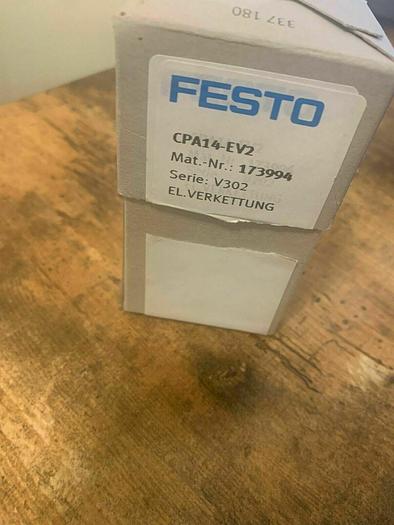 337 180
FESTO
CPA14-EV2
Mat.-Nr.: 173994
Serie: V302
EL.VERKETTUNG